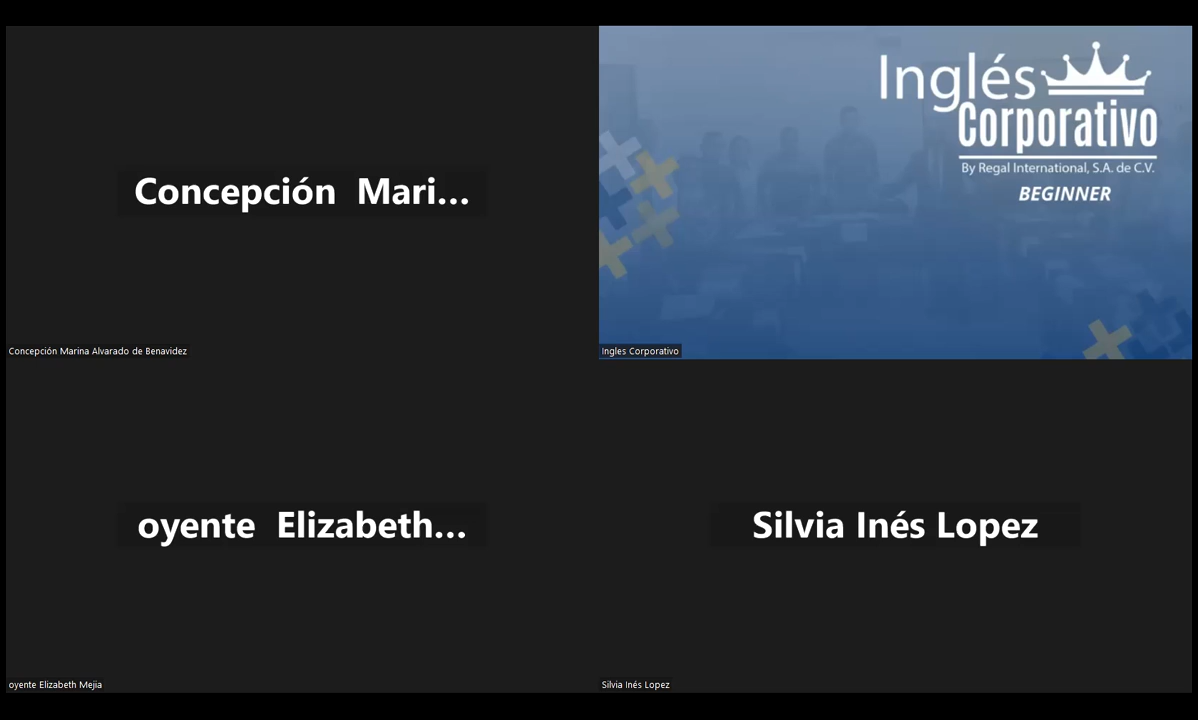 Concepción Mari...
Concepción Marina Alvarado de Benavidez
Inglés
Corporativo
By Regal International, S.A. de C.V.
BEGINNER
Ingles Corporativo
oyente Elizabeth...
oyente Elizabeth Mejia
Silvia Inés Lopez
Silvia Inés Lopez